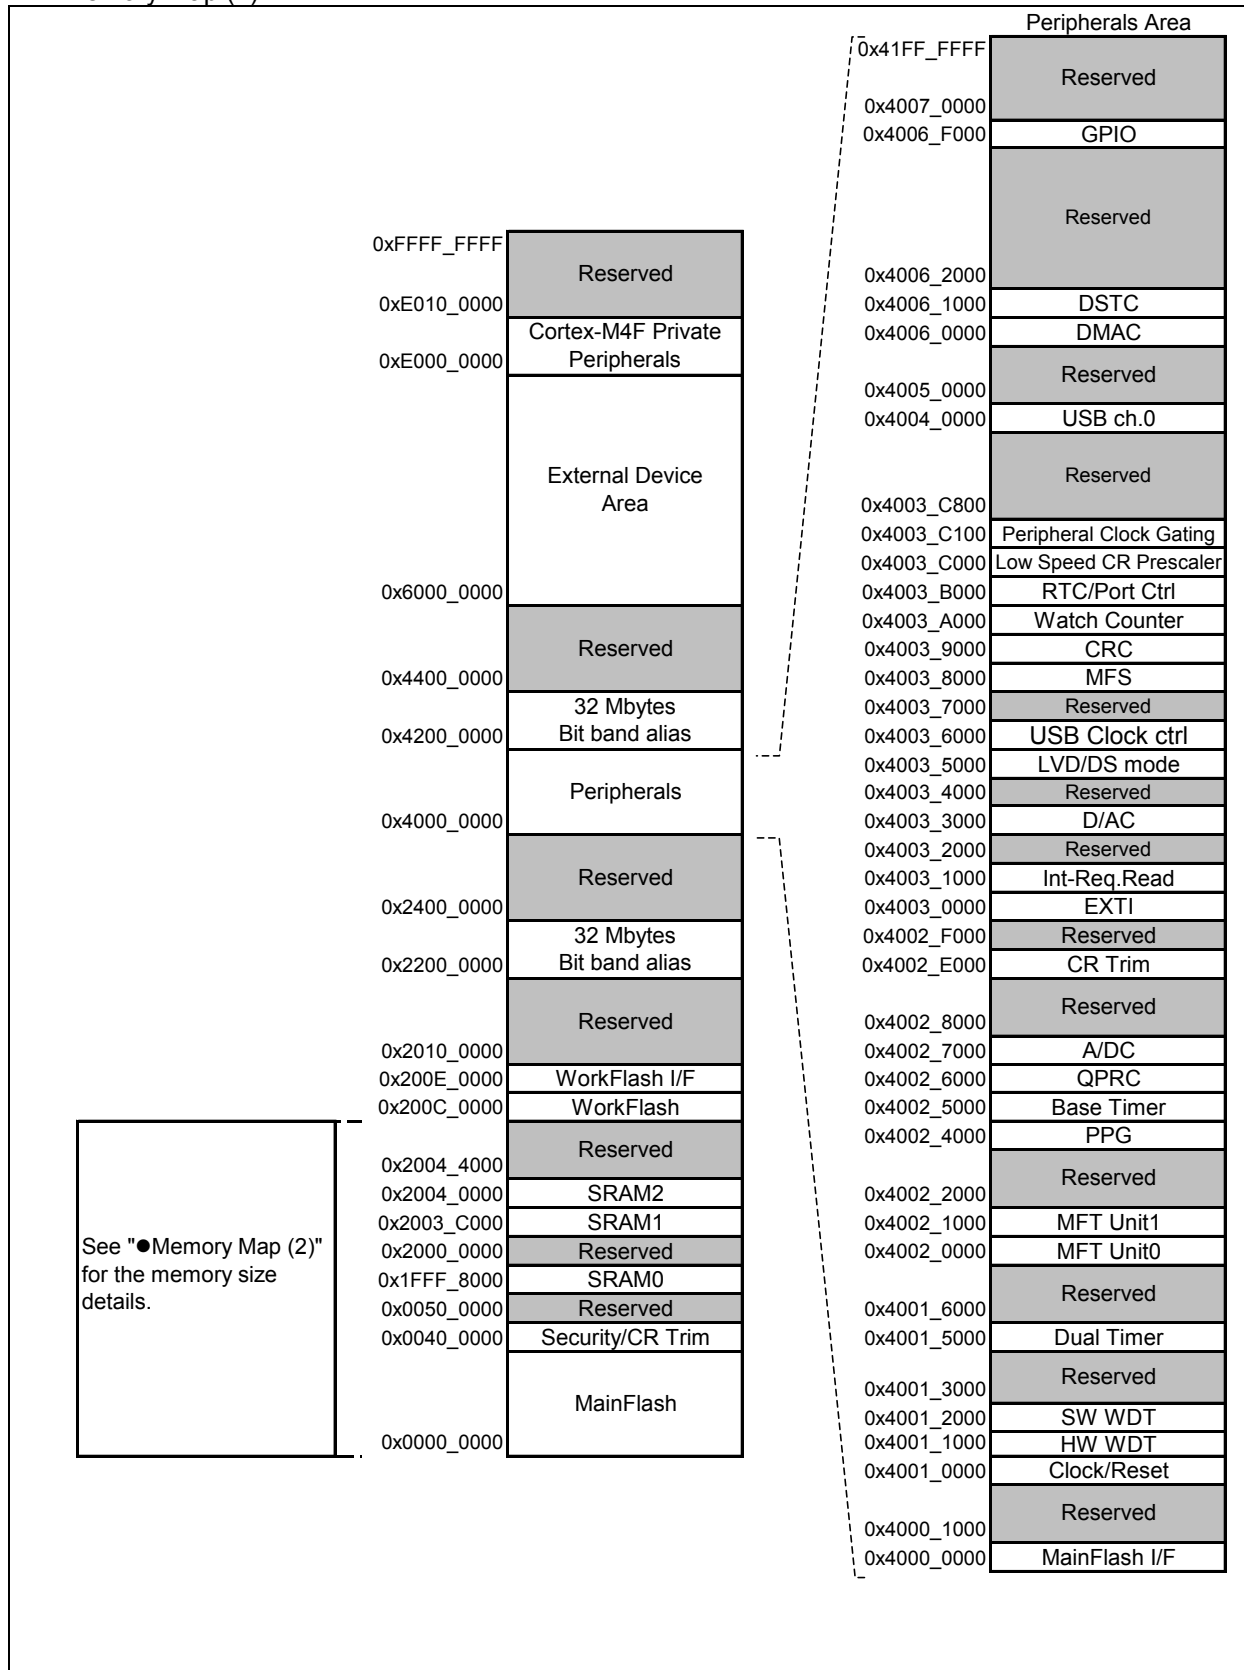 Peripherals Area
0x41FF_FFFF
Reserved
0x4007_0000
0x4006_F000 GPIO
Reserved
0x4006_2000
0x4006_1000 DSTC
0x4006_0000 DMAC
Reserved
0x4005_0000
0x4004_0000 USB ch.0
Reserved
0x4003_C800
0x4003_C100 Peripheral Clock Gating
0x4003_C000 Low Speed CR Prescaler
0x4003_B000 RTC/Port Ctrl
0x4003_A000 Watch Counter
0x4003_9000 CRC
0x4003_8000 MFS
0x4003_7000 Reserved
0x4003_6000 USB Clock ctrl
0x4003_5000 LVD/DS mode
0x4003_4000 Reserved
0x4003_3000 D/AC
0x4003_2000 Reserved
0x4003_1000 Int-Req.Read
0x4003_0000 EXTI
0x4002_F000 Reserved
0x4002_E000 CR Trim
Reserved
0x4002_8000
0x4002_7000 A/DC
0x4002_6000 QPRC
0x4002_5000 Base Timer
0x4002_4000 PPG
Reserved
0x4002_2000
0x4002_1000 MFT Unit1
0x4002_0000 MFT Unit0
Reserved
0x4001_6000
0x4001_5000 Dual Timer
Reserved
0x4001_3000
0x4001_2000 SW WDT
0x4001_1000 HW WDT
0x4001_0000 Clock/Reset
Reserved
0x4000_1000
0x4000_0000 MainFlash I/F
0xFFFF_FFFF
Reserved
0xE010_0000
Cortex-M4F Private
0xE000_0000 Peripherals
External Device
Area
0x6000_0000
Reserved
0x4400_0000
32 Mbytes
0x4200_0000 Bit band alias
Peripherals
0x4000_0000
Reserved
0x2400_0000
32 Mbytes
0x2200_0000 Bit band alias
Reserved
0x2010_0000
0x200E_0000 WorkFlash I/F
0x200C_0000 WorkFlash
Reserved
0x2004_4000
0x2004_0000 SRAM2
0x2003_C000 SRAM1
0x2000_0000 Reserved
0x1FFF_8000 SRAM0
0x0050_0000 Reserved
0x0040_0000 Security/CR Trim
MainFlash
0x0000_0000
See "●Memory Map (2)"
for the memory size
details.